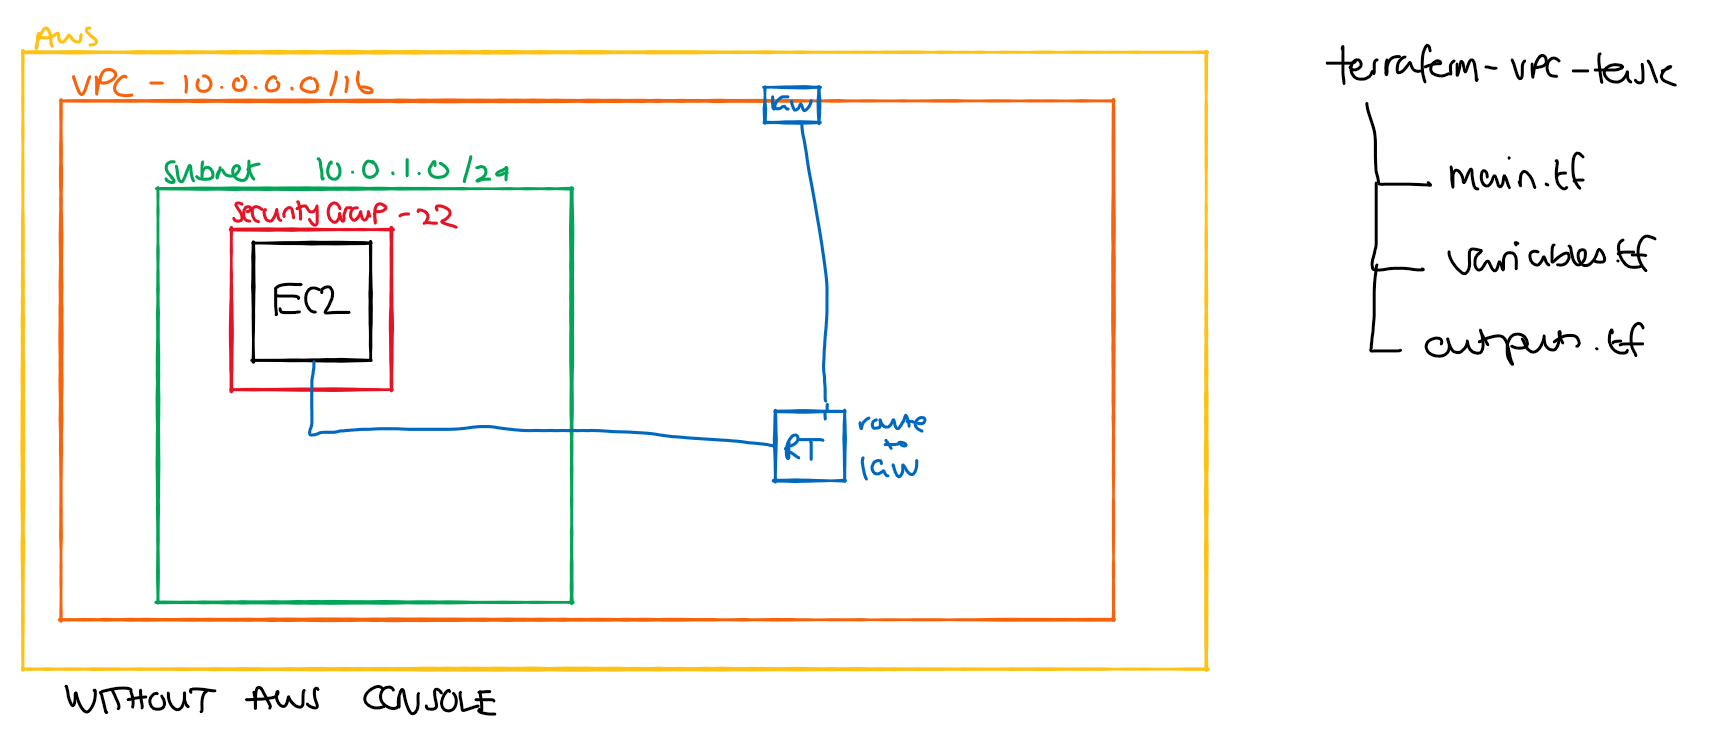 AWS
VPC - 10.0.0.0/16
IGW
subnet 10.0.1.0/24
Security Group - 22
EC2
RT
route
to
IGW
WITHOUT AWS CONSOLE
terraform-vpc-task
main.tf
variables.tf
outputs.tf